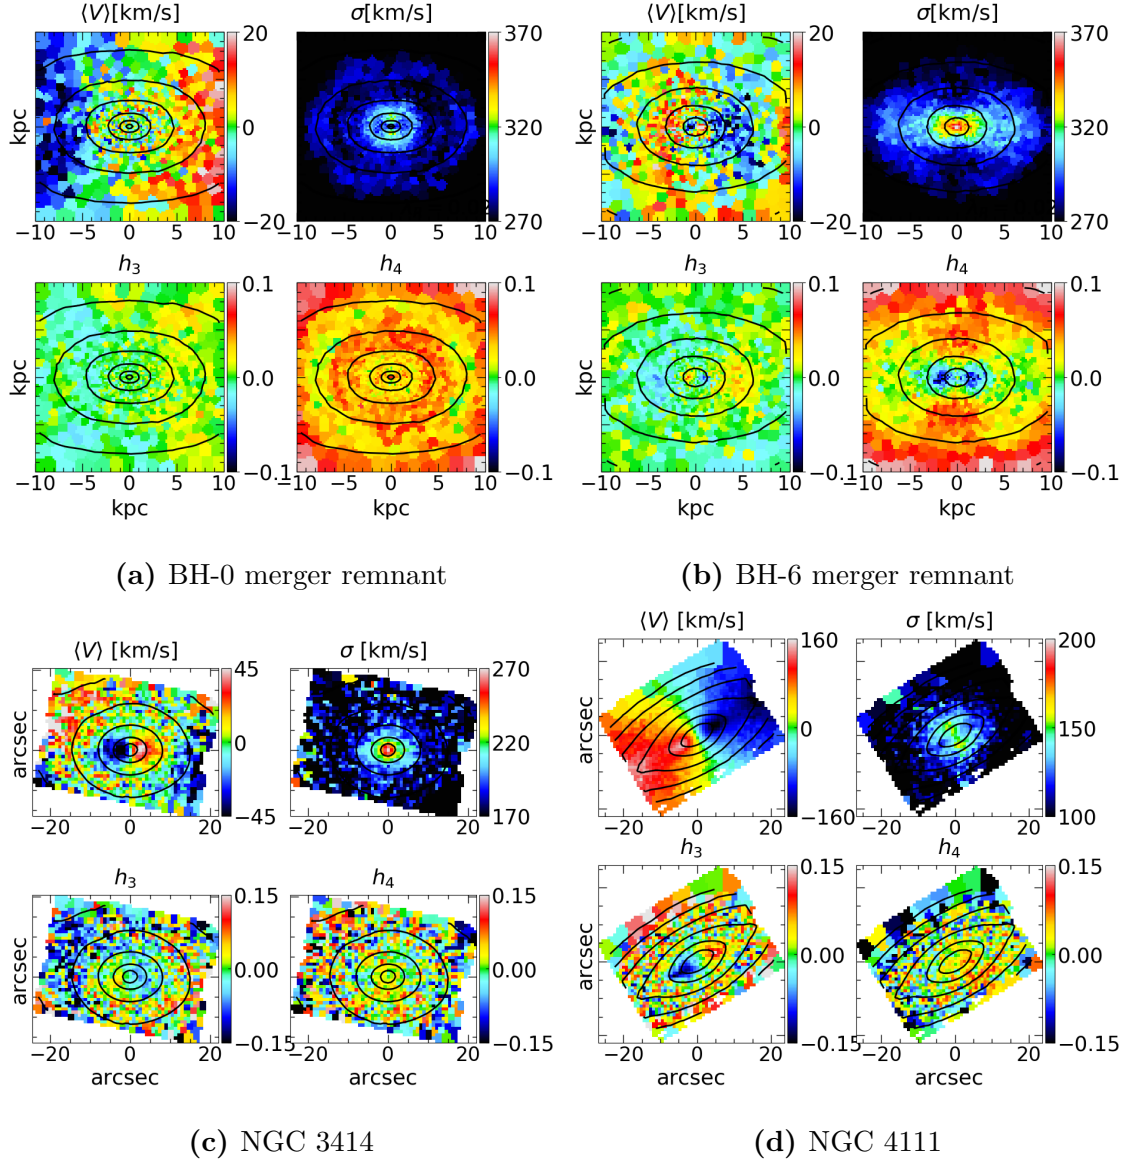 ⟨V⟩[km/s] σ[km/s] ⟨V⟩[km/s] σ[km/s]
kpc 20 0 −20 370 320 270 kpc 20 0 −20 370 320 270
−10 −5 0 5 10 −10 −5 0 5 10 −10 −5 0 5 10 −10 −5 0 5 10
h3 h4 h3 h4
kpc 0.1 0.0 −0.1 0.1 0.0 −0.1 kpc 0.1 0.0 −0.1 0.1 0.0 −0.1
−10 −5 0 5 10 −10 −5 0 5 10 −10 −5 0 5 10 −10 −5 0 5 10
kpc kpc kpc kpc
(a) BH-0 merger remnant (b) BH-6 merger remnant
⟨V⟩ [km/s] σ [km/s] ⟨V⟩ [km/s] σ [km/s]
arcsec 45 0 −45 270 220 170 arcsec 160 0 −160 200 150 100
−20 0 20 −20 0 20 −20 0 20 −20 0 20
h3 h4 h3 h4
arcsec 0.15 0.00 −0.15 0.15 0.00 −0.15 arcsec 0.15 0.00 −0.15 0.15 0.00 −0.15
−20 0 20 −20 0 20 −20 0 20 −20 0 20
arcsec arcsec arcsec arcsec
(c) NGC 3414 (d) NGC 4111